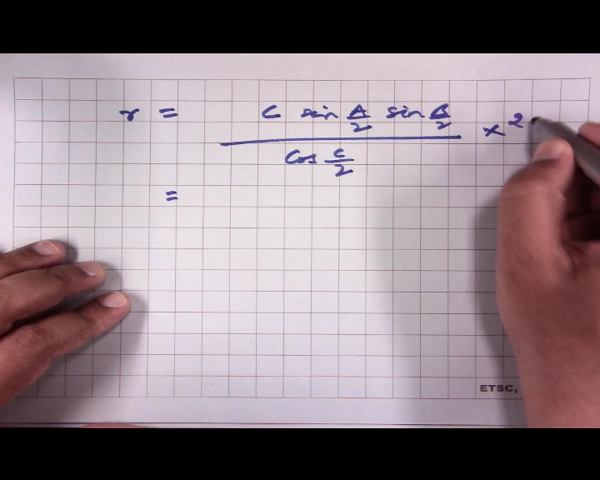 r = c sin A/2 sin B/2 / cos C/2 × 2
=
ETSC,